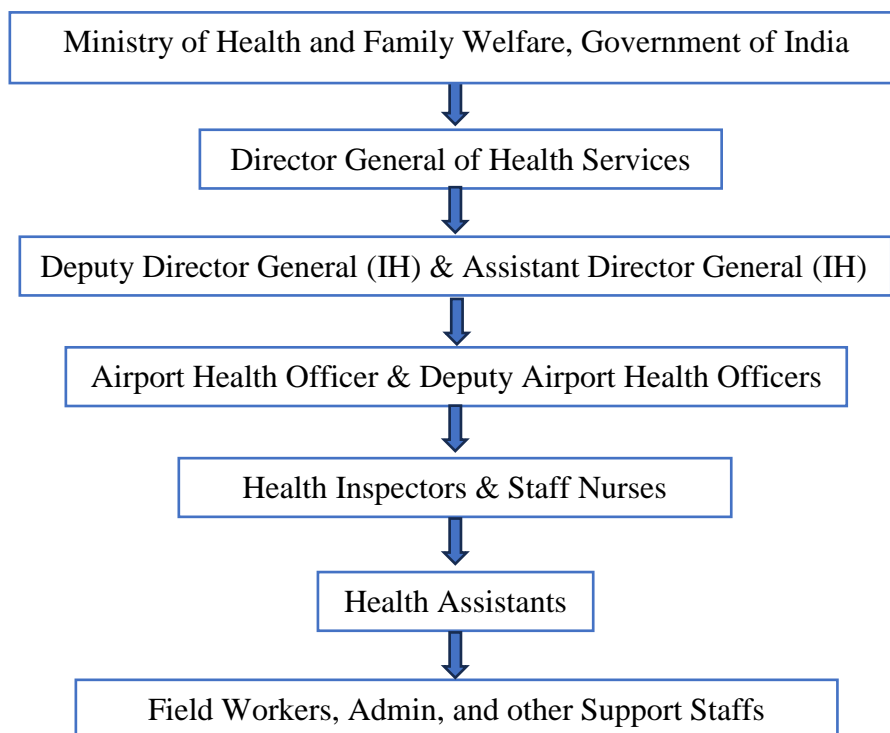 Ministry of Health and Family Welfare, Government of India
Director General of Health Services
Deputy Director General (IH) & Assistant Director General (IH)
Airport Health Officer & Deputy Airport Health Officers
Health Inspectors & Staff Nurses
Health Assistants
Field Workers, Admin, and other Support Staffs